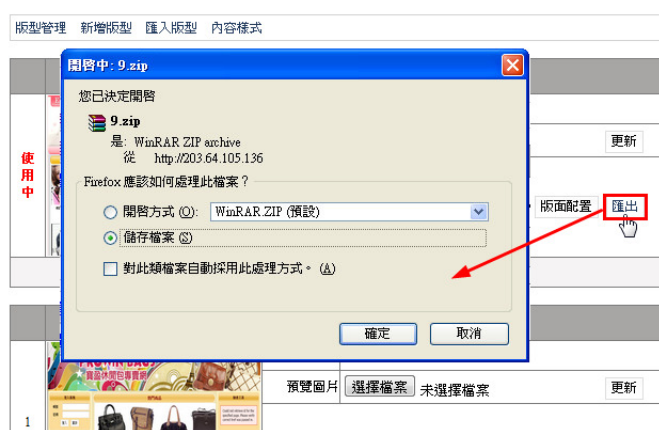 版型管理 新增版型 匯入版型 內容樣式
開啓中: 9.zip
您已決定開啓
9.zip
是: WinRAR ZIP archive
從 http://203.64.105.136
Firefox 應該如何處理此檔案？
開啓方式 (O): WinRAR.ZIP (預設)
儲存檔案 (S)
對此類檔案自動採用此處理方式。 (A)
確定 取消
使用中
更新
版面配置 匯出
預覽圖片 選擇檔案 未選擇檔案 更新
1